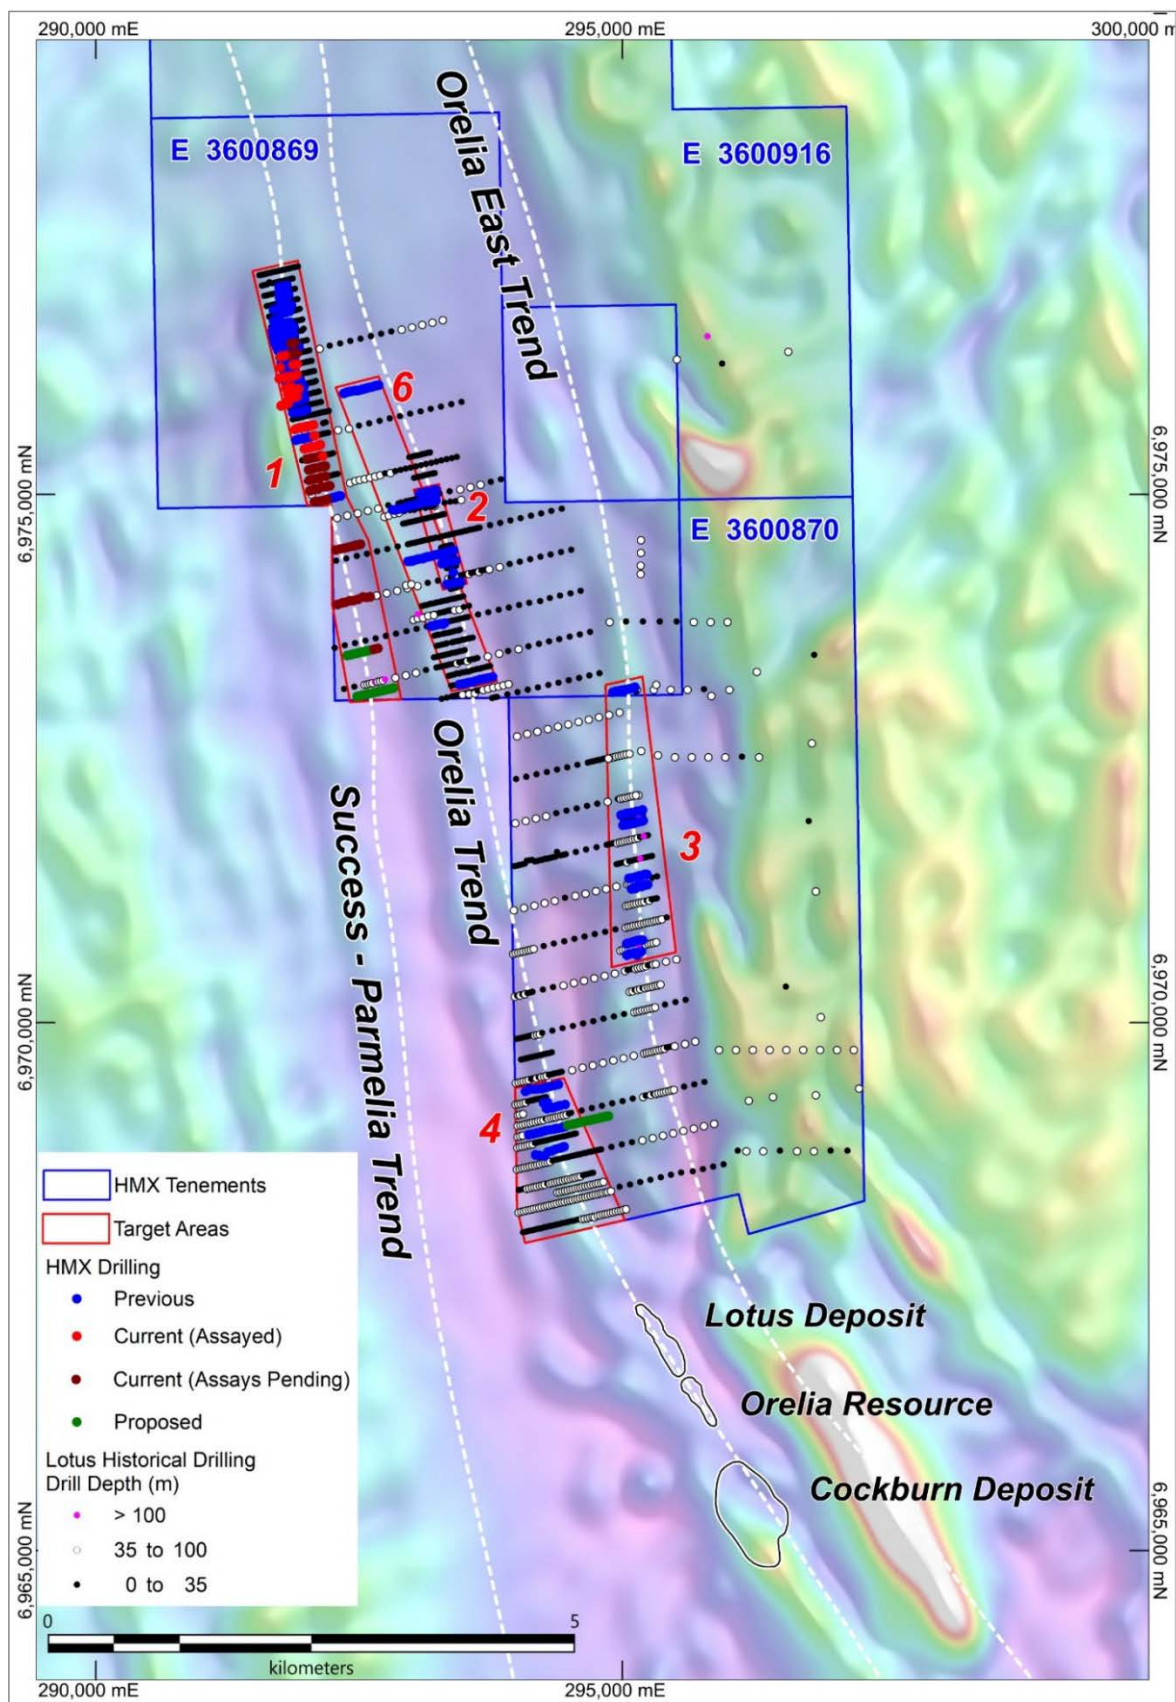 290,000 mE
295,000 mE
300,000 m
Orelia East Trend
E 3600869
E 3600916
6
1
2
6,975,000 mN
6,975,000 mN
E 3600870
Orelia Trend
Success - Parmelia Trend
3
6,970,000 mN
6,970,000 mN
4
HMX Tenements
Target Areas
HMX Drilling
Previous
Current (Assayed)
Current (Assays Pending)
Proposed
Lotus Historical Drilling
Drill Depth (m)
> 100
35 to 100
0 to 35
Lotus Deposit
Orelia Resource
Cockburn Deposit
6,965,000 mN
6,965,000 mN
0
5
kilometers
290,000 mE
295,000 mE